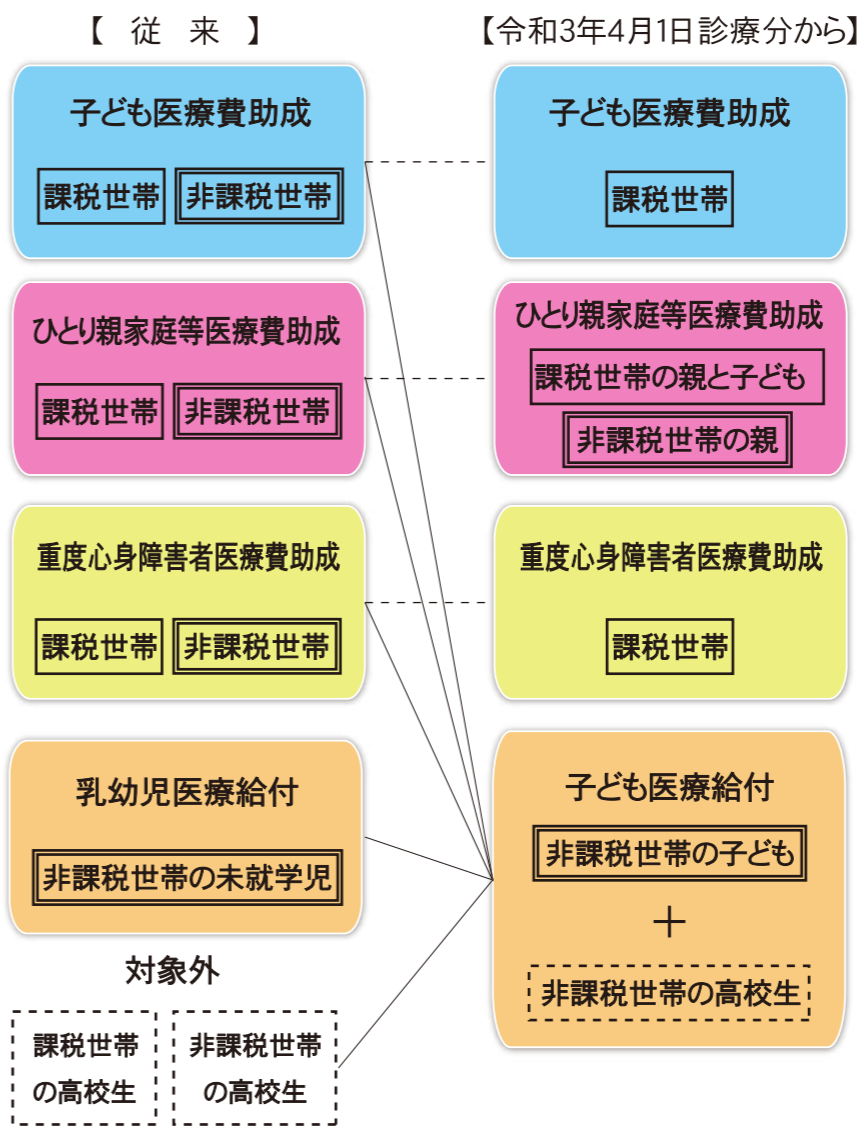 【従来】
子ども医療費助成
課税世帯
非課税世帯
ひとり親家庭等医療費助成
課税世帯
非課税世帯
重度心身障害者医療費助成
課税世帯
非課税世帯
乳幼児医療給付
非課税世帯の未就学児
対象外
課税世帯
の高校生
非課税世帯
の高校生
【令和3年4月1日診療分から】
子ども医療費助成
課税世帯
ひとり親家庭等医療費助成
課税世帯の親と子ども
非課税世帯の親
重度心身障害者医療費助成
課税世帯
子ども医療給付
非課税世帯の子ども
＋
非課税世帯の高校生